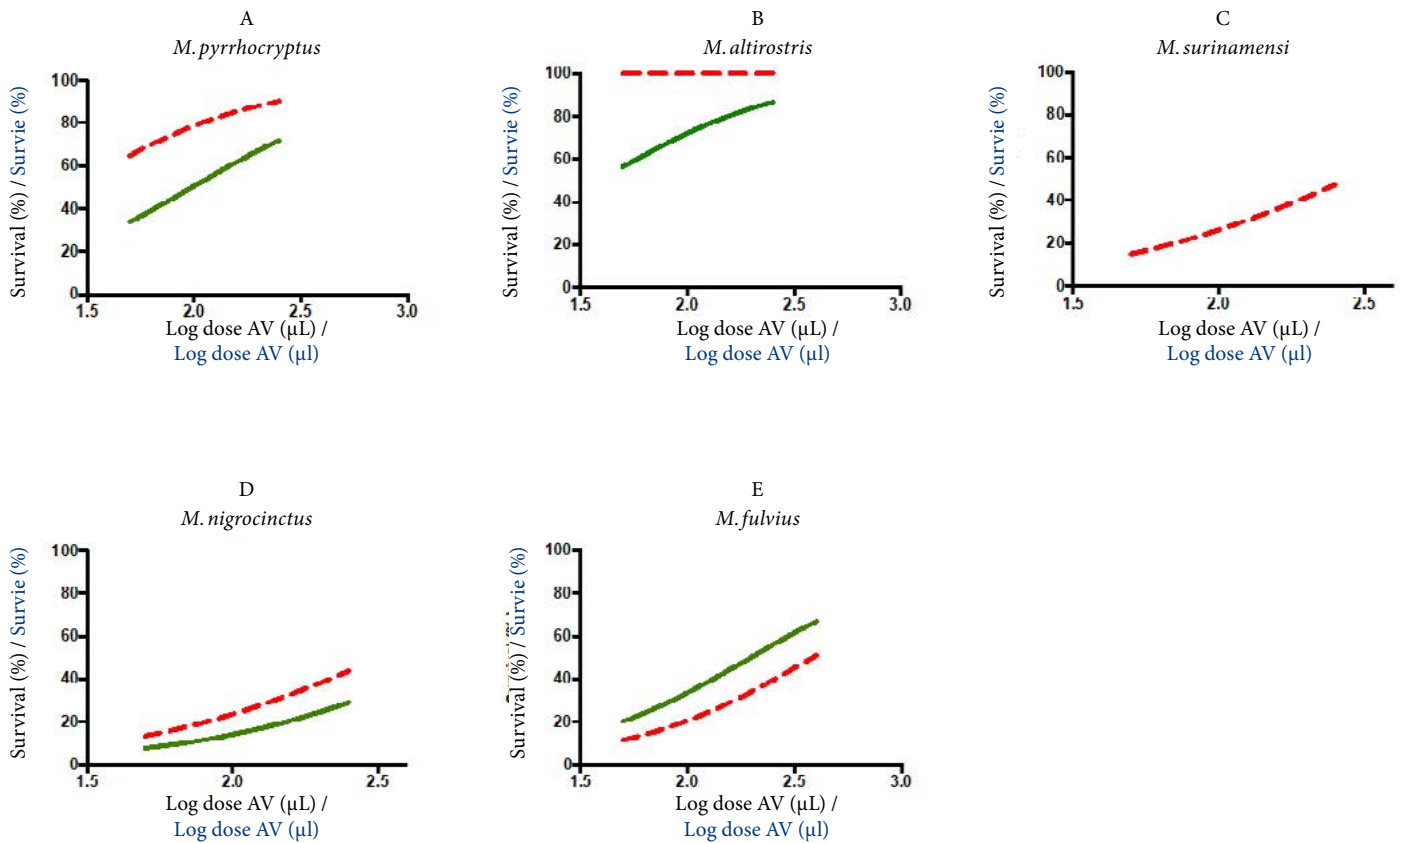 A
M. pyrrhocryptus
Survival (%) / Survie (%)
100
80
60
40
20
0
1.5 2.0 2.5 3.0
Log dose AV (µL) /
Log dose AV (µl)
B
M. altirostris
Survival (%) / Survie (%)
100
80
60
40
20
0
1.5 2.0 2.5 3.0
Log dose AV (µL) /
Log dose AV (µl)
C
M. surinamensi
Survival (%) / Survie (%)
100
80
60
40
20
0
1.5 2.0 2.5
Log dose AV (µL) /
Log dose AV (µl)
D
M. nigrocinctus
Survival (%) / Survie (%)
100
80
60
40
20
0
1.5 2.0 2.5
Log dose AV (µL) /
Log dose AV (µl)
E
M. fulvius
Survival (%) / Survie (%)
100
80
60
40
20
0
1.5 2.0 2.5 3.0
Log dose AV (µL) /
Log dose AV (µl)